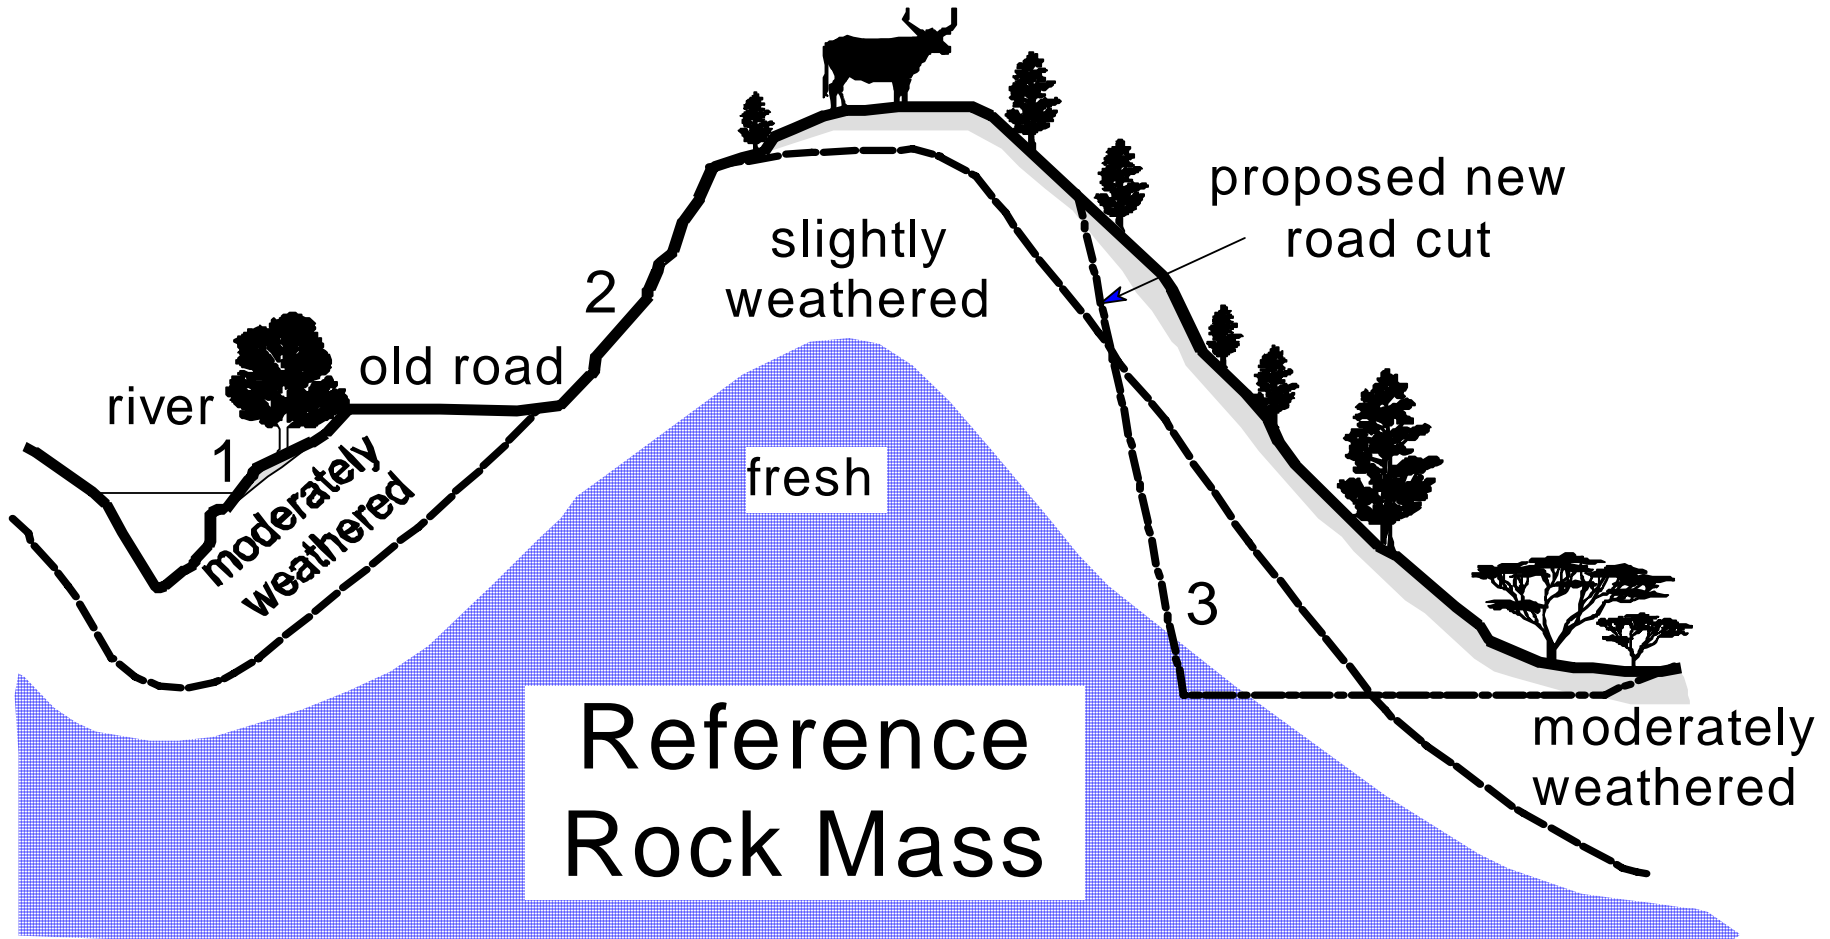 proposed new
road cut
slightly
weathered
2
old road
river
1
moderately
weathered
fresh
3
Reference
Rock Mass
moderately
weathered